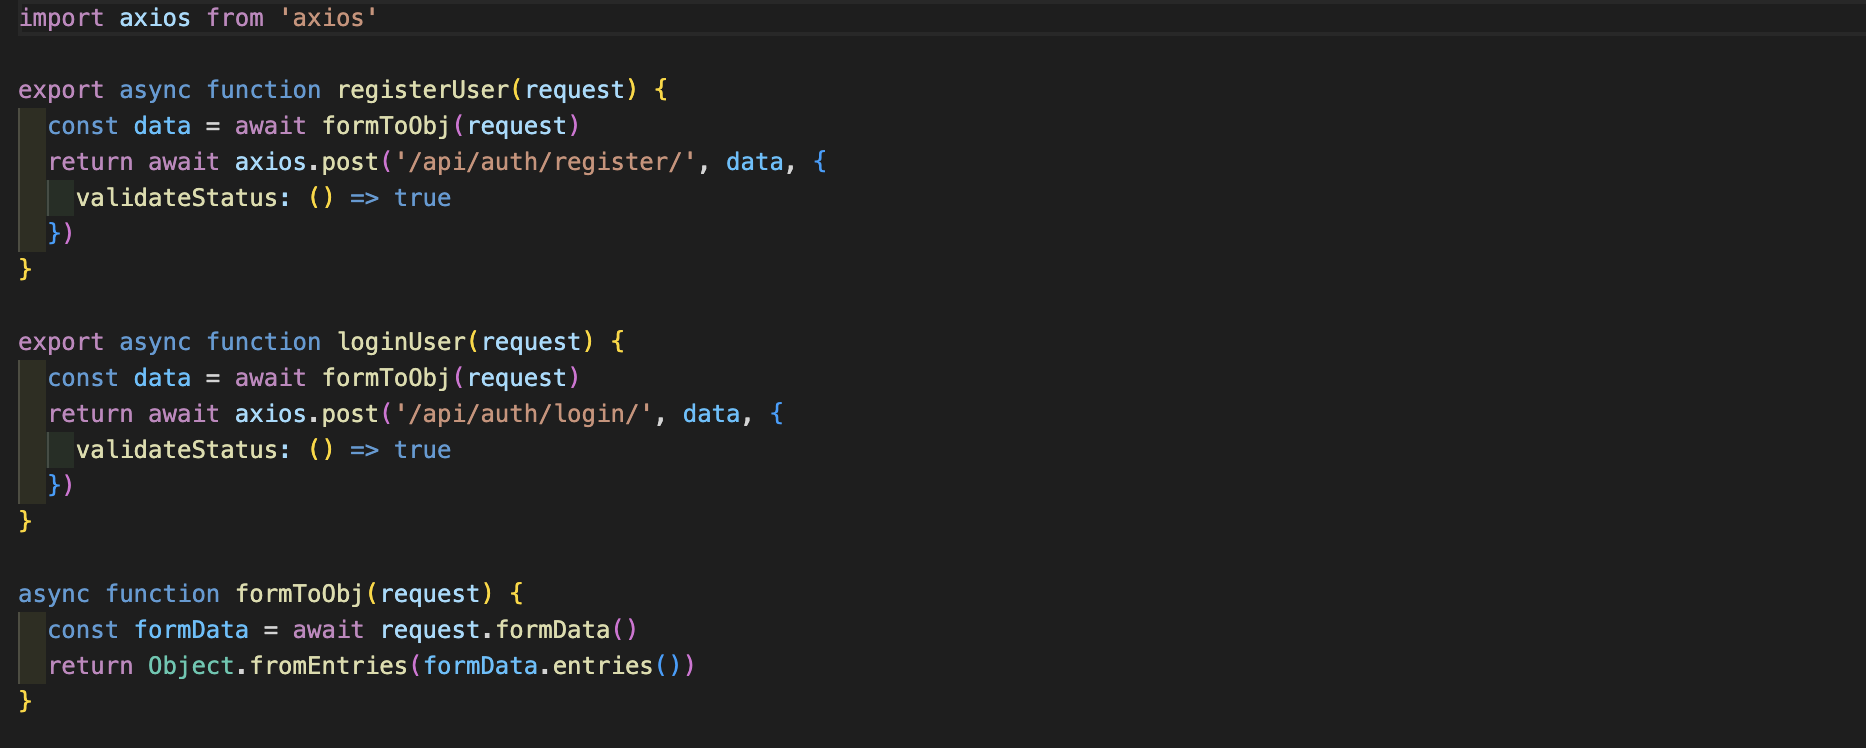 import axios from 'axios'
export async function registerUser(request) {
const data = await formToObj(request)
return await axios.post('/api/auth/register/', data, {
validateStatus: () => true
})
}
export async function loginUser(request) {
const data = await formToObj(request)
return await axios.post('/api/auth/login/', data, {
validateStatus: () => true
})
}
async function formToObj(request) {
const formData = await request.formData()
return Object.fromEntries(formData.entries())
}